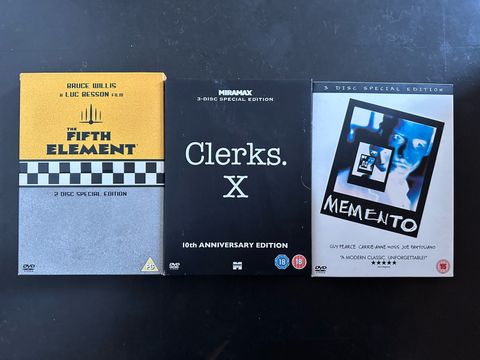 BRUCE WILLIS
A LUC BESSON FILM
THE
FIFTH
ELEMENT
2 DISC SPECIAL EDITION
DVD
PG
MIRAMAX
3-DISC SPECIAL EDITION
Clerks.
X
10th ANNIVERSARY EDITION
DVD
18
18
3 DISC SPECIAL EDITION
MEMENTO
GUY PEARCE CARRIE-ANNE MOSS JOE PANTOLIANO
"A MODERN CLASSIC. UNFORGETTABLE!"
★★★★★
DVD
15